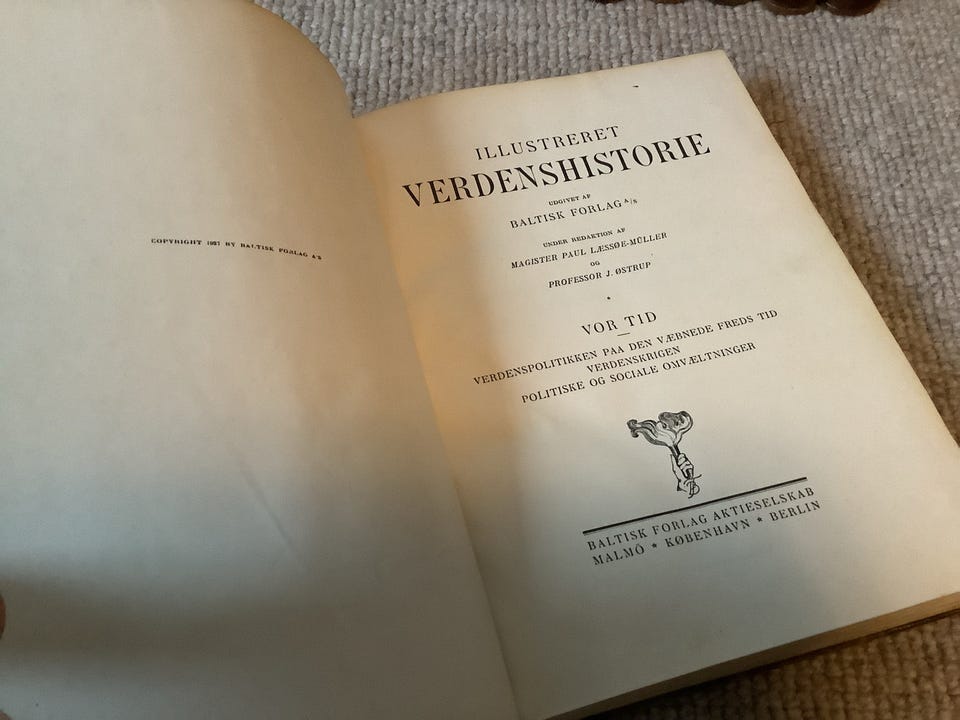 COPYRIGHT 1927 BY BALTISK FORLAG A/S
ILLUSTRERET
VERDENSHISTORIE
UDGIVET AF
BALTISK FORLAG A/S
UNDER REDAKTION AF
MAGISTER PAUL LÆSSØE-MÜLLER
OG
PROFESSOR J. ØSTRUP
VOR TID
VERDENSPOLITIKKEN PAA DEN VÆBNEDE FREDS TID
VERDENSKRIGEN
POLITISKE OG SOCIALE OMVÆLTNINGER
BALTISK FORLAG AKTIESELSKAB
MALMÖ * KØBENHAVN * BERLIN